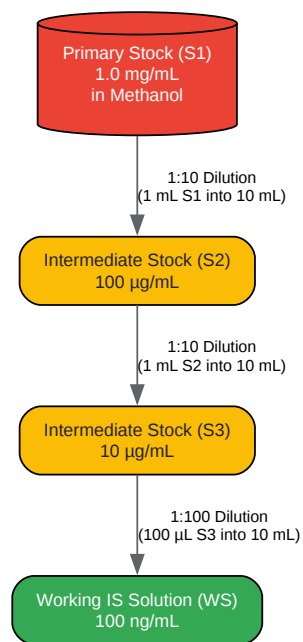 Primary Stock (S1)
1.0 mg/mL
in Methanol
1:10 Dilution
(1 mL S1 into 10 mL)
Intermediate Stock (S2)
100 µg/mL
1:10 Dilution
(1 mL S2 into 10 mL)
Intermediate Stock (S3)
10 µg/mL
1:100 Dilution
(100 µL S3 into 10 mL)
Working IS Solution (WS)
100 ng/mL